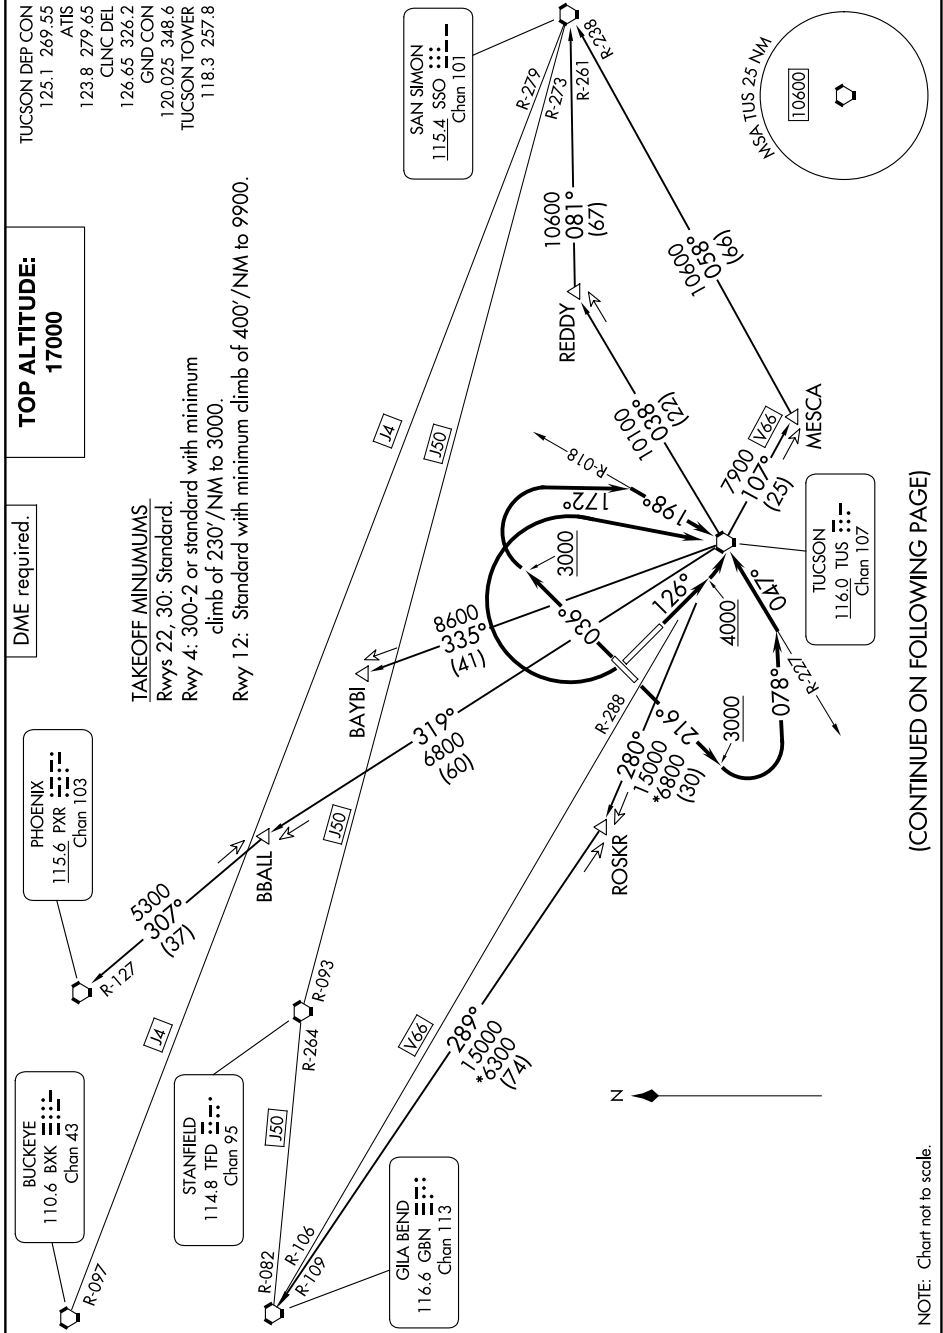 TUCSON DEP CON
125.1 269.55
ATIS
123.8 279.65
CLNC DEL
126.65 326.2
GND CON
120.025 348.6
TUCSON TOWER
118.3 257.8
TOP ALTITUDE:
17000
DME required.
TAKEOFF MINUMUMS
Rwys 22, 30: Standard.
Rwy 4: 300-2 or standard with minimum
climb of 230'/NM to 3000.
Rwy 12: Standard with minimum climb of 400'/NM to 9900.
SAN SIMON
115.4 SSO
Chan 101
R-279
R-273
R-261
R-238
MSA TUS 25 NM
10600
10600
081°
(67)
10600
058°
(66)
REDDY
MESCA
10100
038°
(22)
7900
107°
(25)
V66
J4
J50
R-018
172°
198°
3000
036°
126°
4000
047°
TUCSON
116.0 TUS
Chan 107
BAYBI
8600
335°
(41)
319°
6800
(60)
R-288
216°
3000
078°
R-227
280°
15000
*6800
(30)
ROSKR
BBALL
J50
PHOENIX
115.6 PXR
Chan 103
5300
307°
(37)
R-127
R-093
R-264
J4
V66
289°
15000
*6300
(74)
STANFIELD
114.8 TFD
Chan 95
J50
BUCKEYE
110.6 BXK
Chan 43
R-097
R-082
R-106
R-109
GILA BEND
116.6 GBN
Chan 113
N
NOTE: Chart not to scale.
(CONTINUED ON FOLLOWING PAGE)